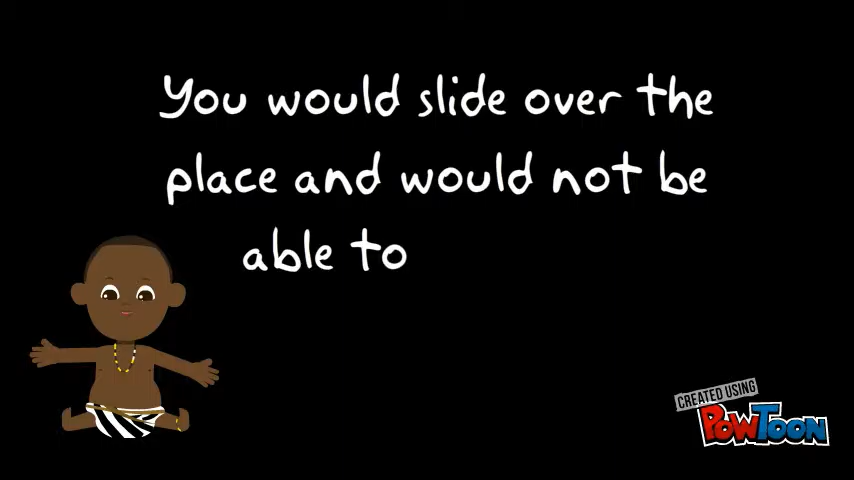 You would slide over the
place and would not be
able to
CREATED USING
POWTOON